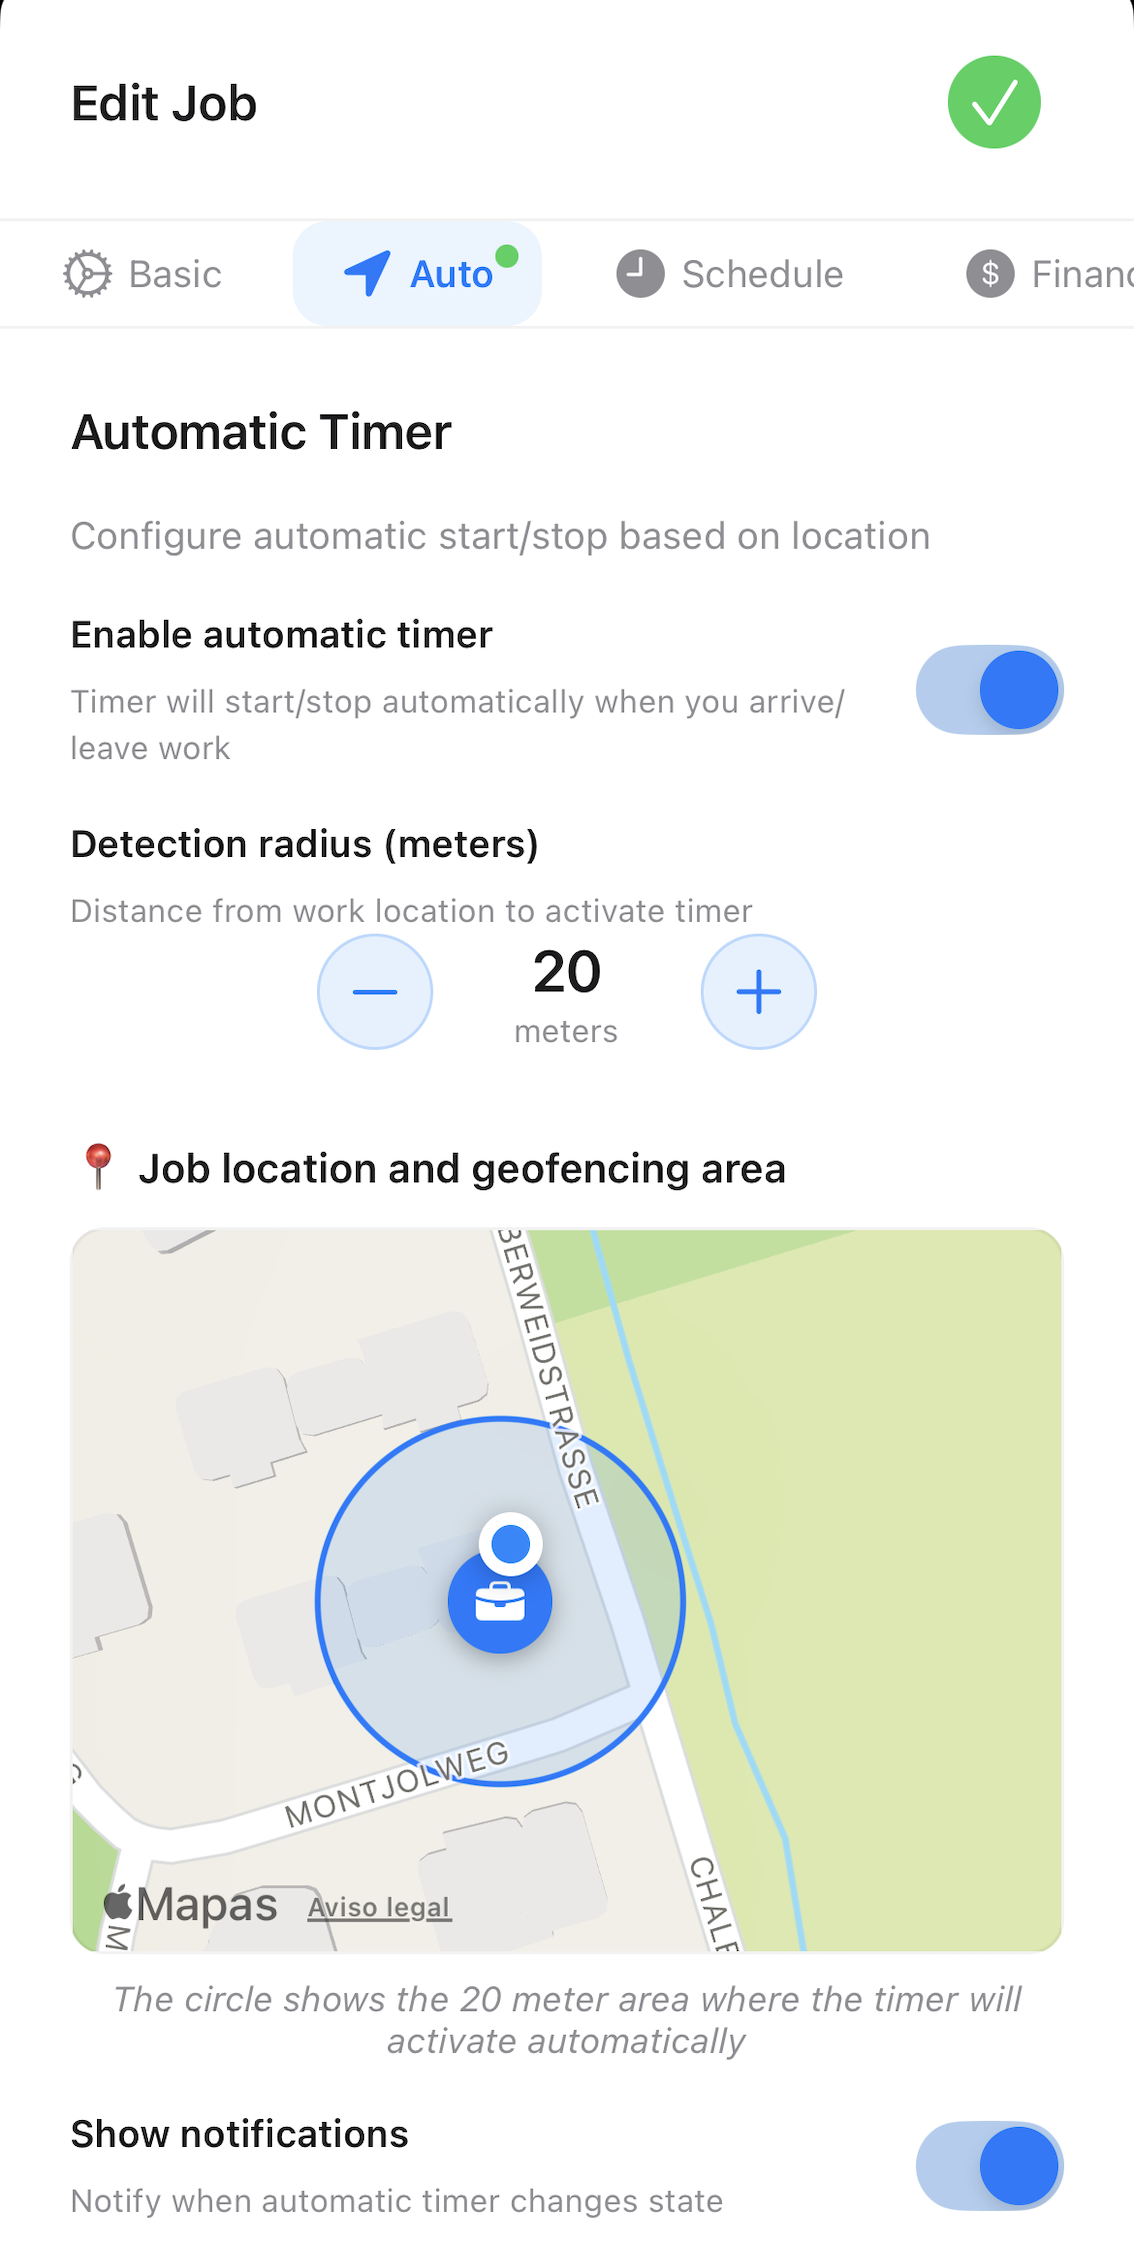 Edit Job
Basic
Auto
Schedule
Financ
Automatic Timer
Configure automatic start/stop based on location
Enable automatic timer
Timer will start/stop automatically when you arrive/
leave work
Detection radius (meters)
Distance from work location to activate timer
20
meters
📍 Job location and geofencing area
BERWEIDSTRASSE
MONTJOLWEG
CHALE
M
Mapas
Aviso legal
The circle shows the 20 meter area where the timer will
activate automatically
Show notifications
Notify when automatic timer changes state